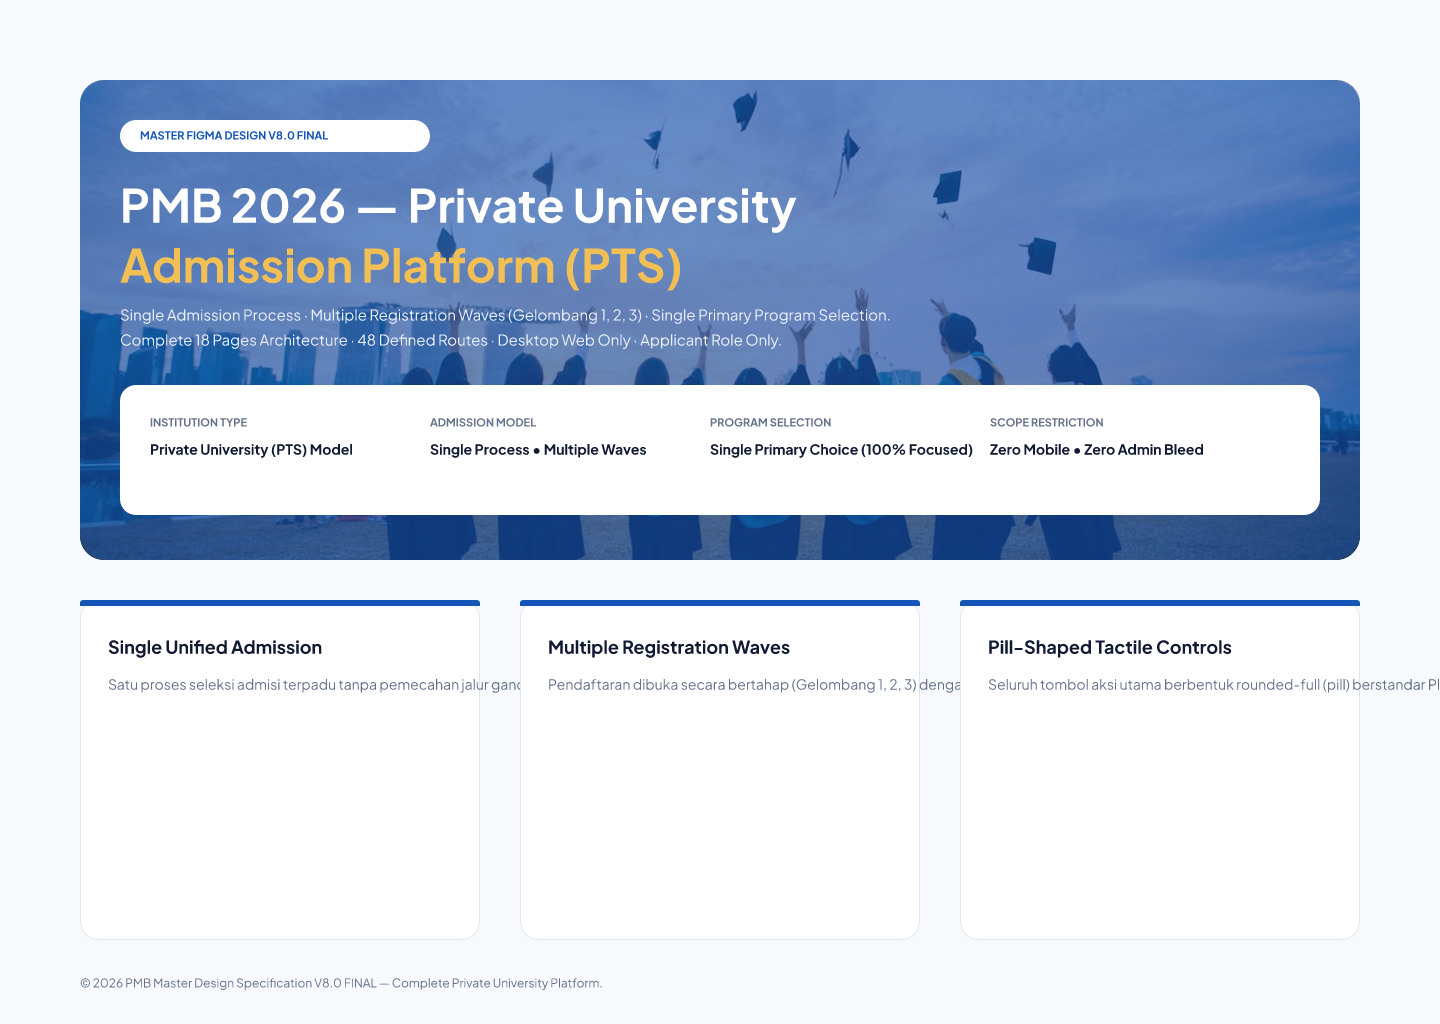 MASTER FIGMA DESIGN V8.0 FINAL
PMB 2026 — Private University
Admission Platform (PTS)
Single Admission Process · Multiple Registration Waves (Gelombang 1, 2, 3) · Single Primary Program Selection.
Complete 18 Pages Architecture · 48 Defined Routes · Desktop Web Only · Applicant Role Only.
INSTITUTION TYPE
Private University (PTS) Model
ADMISSION MODEL
Single Process • Multiple Waves
PROGRAM SELECTION
Single Primary Choice (100% Focused)
SCOPE RESTRICTION
Zero Mobile • Zero Admin Bleed
Single Unified Admission
Satu proses seleksi admisi terpadu tanpa pemecahan jalur
Multiple Registration Waves
Pendaftaran dibuka secara bertahap (Gelombang 1, 2, 3)
Pill-Shaped Tactile Controls
Seluruh tombol aksi utama berbentuk rounded-full (pill) berstandar
© 2026 PMB Master Design Specification V8.0 FINAL — Complete Private University Platform.